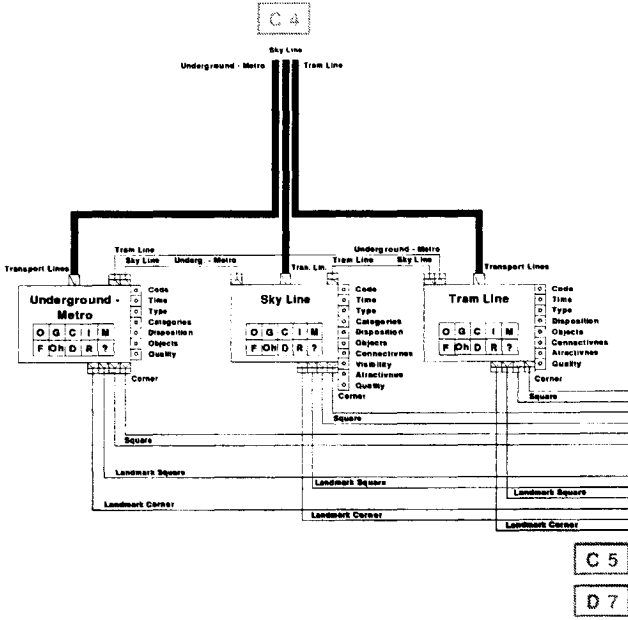 C 4
Sky Line
Underground - Metro Tram Line
Tram Line
Sky Line Underg. - Metro
Underground - Metro
Tram Line Sky Line
Transport Lines
Tran. Lin.
Transport Lines
Underground -
Metro
O G C I M
F Oh D R ?
Code
Time
Type
Categories
Disposition
Objects
Quality
Corner
Square
Landmark Square
Landmark Corner
Sky Line
O G C I M
F Oh D R ?
Code
Time
Type
Categories
Disposition
Objects
Connectivnes
Visibility
Atractivnes
Quality
Corner
Square
Landmark Square
Landmark Corner
Tram Line
O G C I M
F Oh D R ?
Code
Time
Type
Disposition
Objects
Connectivnes
Atractivnes
Quality
Corner
Square
Landmark Square
Landmark Corner
C 5
D 7